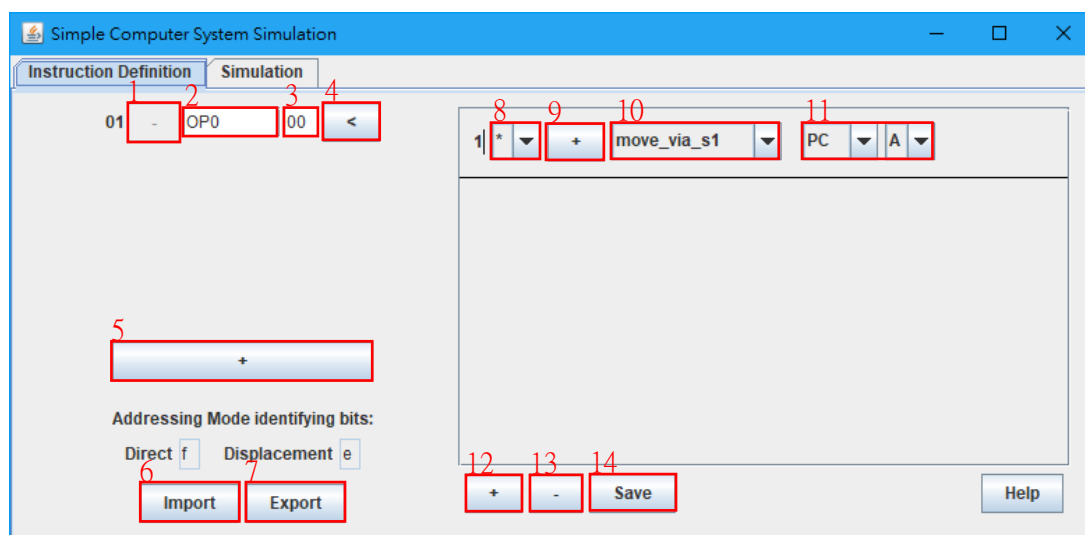 Simple Computer System Simulation
Instruction Definition Simulation
1 2 3 4
01 - OP0 00 <
8 9 10 11
1 * + move_via_s1 PC A
5
+
Addressing Mode identifying bits:
Direct f Displacement e
6 7
Import Export
12 13 14
+ - Save Help